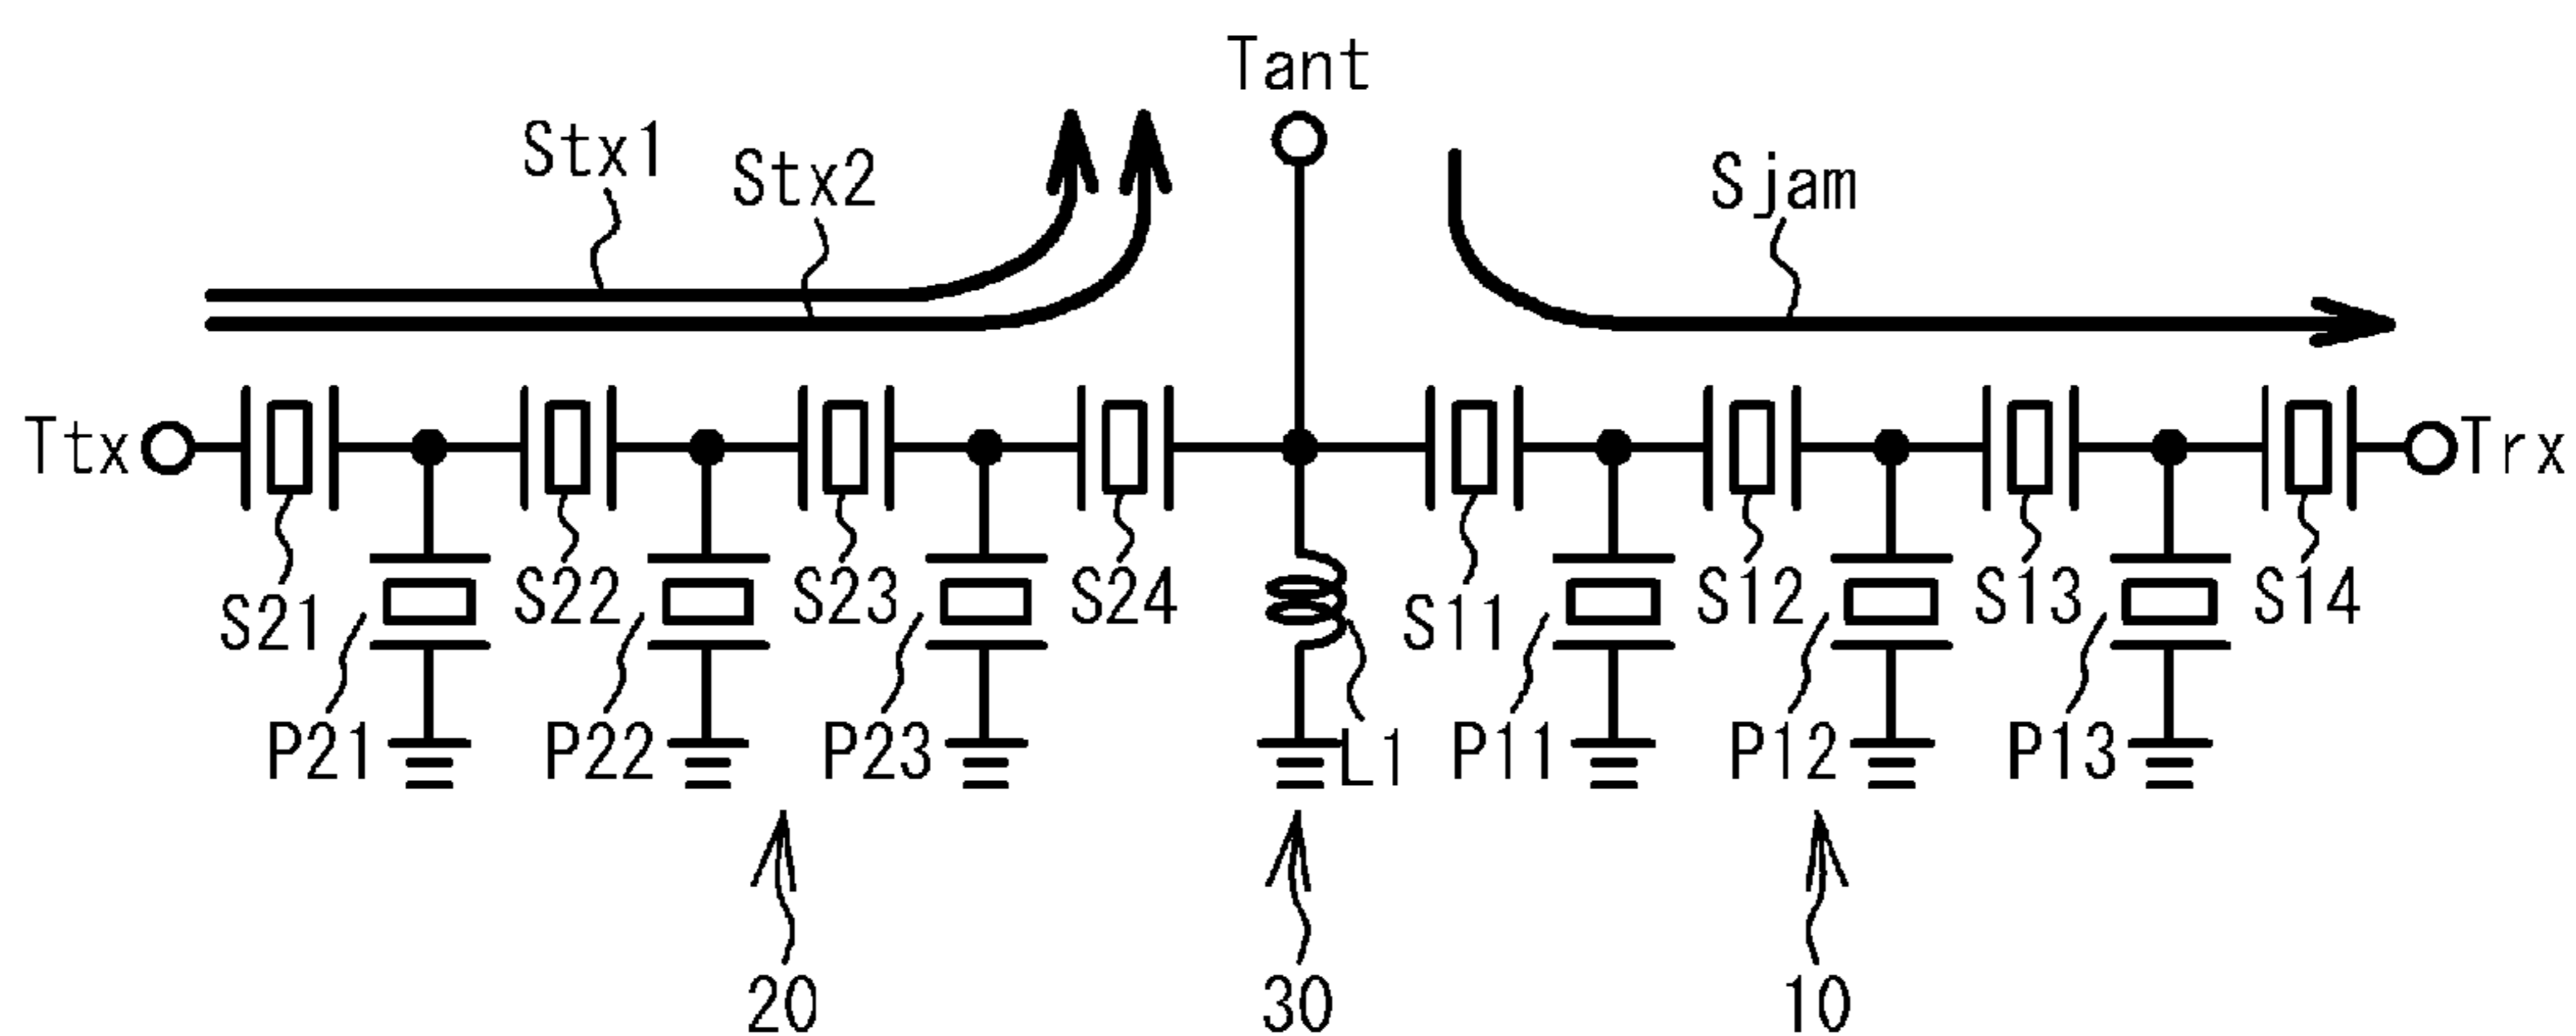 Tant
Stx1
Stx2
Sjam
Ttx
Trx
S21
S22
S23
S24
S11
S12
S13
S14
P21
P22
P23
L1
P11
P12
P13
20
30
10